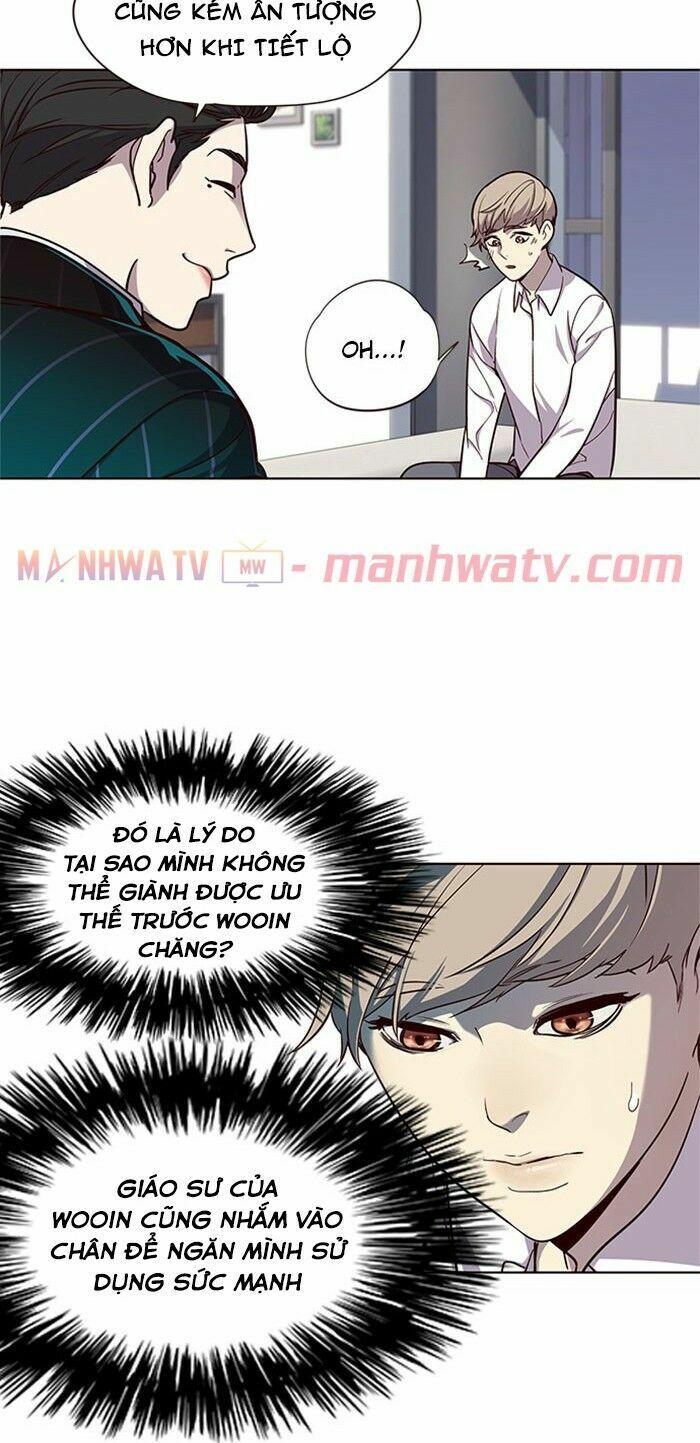 CŨNG KÉM ẤN TƯỢNG
HƠN KHI TIẾT LỘ
OH...!
MANHWATV MW - manhwatv.com
ĐÓ LÀ LÝ DO
TẠI SAO MÌNH KHÔNG
THỂ GIÀNH ĐƯỢC ƯU
THẾ TRƯỚC WOOIN
CHĂNG?
GIÁO SƯ CỦA
WOOIN CŨNG NHẮM VÀO
CHÂN ĐỂ NGĂN MÌNH SỬ
DỤNG SỨC MẠNH